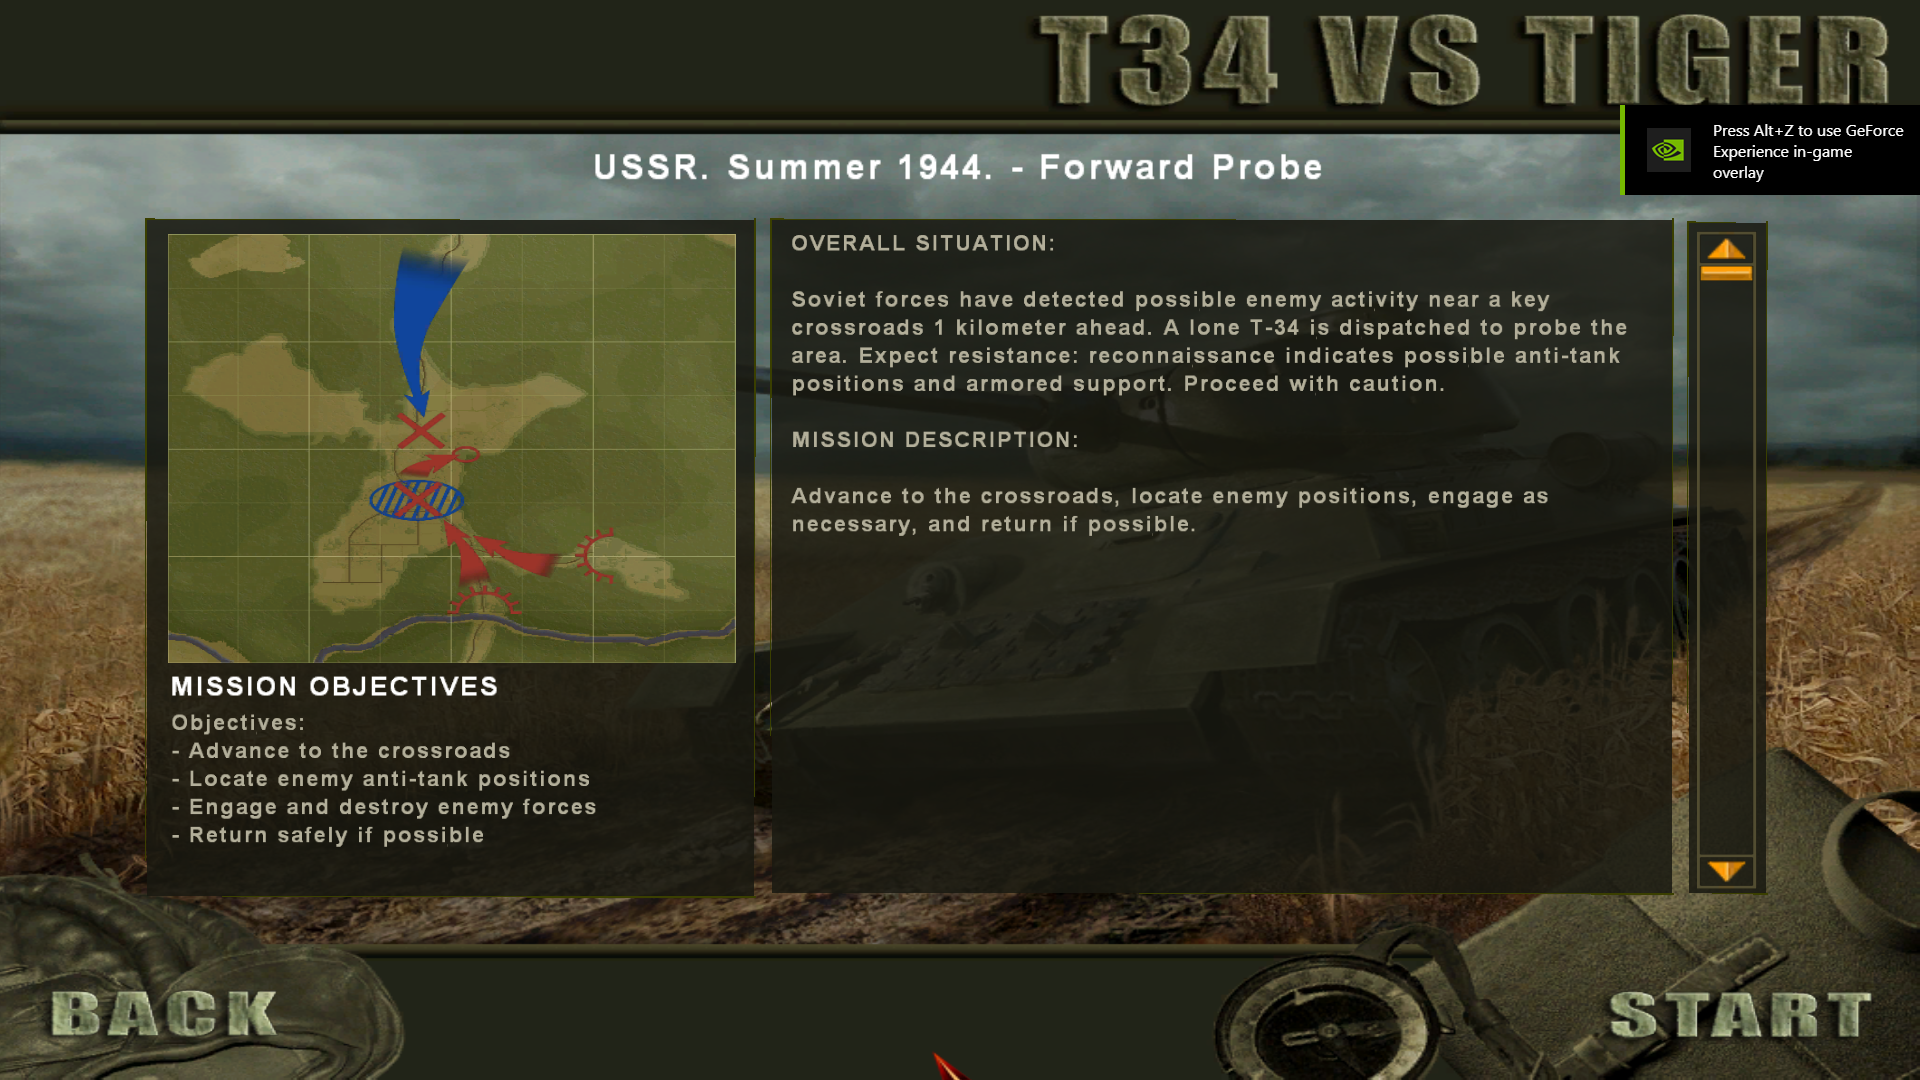 T34 VS TIGER
Press Alt+Z to use GeForce
Experience in-game
overlay
USSR. Summer 1944. - Forward Probe
OVERALL SITUATION:
Soviet forces have detected possible enemy activity near a key
crossroads 1 kilometer ahead. A lone T-34 is dispatched to probe the
area. Expect resistance: reconnaissance indicates possible anti-tank
positions and armored support. Proceed with caution.
MISSION DESCRIPTION:
Advance to the crossroads, locate enemy positions, engage as
necessary, and return if possible.
MISSION OBJECTIVES
Objectives:
- Advance to the crossroads
- Locate enemy anti-tank positions
- Engage and destroy enemy forces
- Return safely if possible
BACK
START